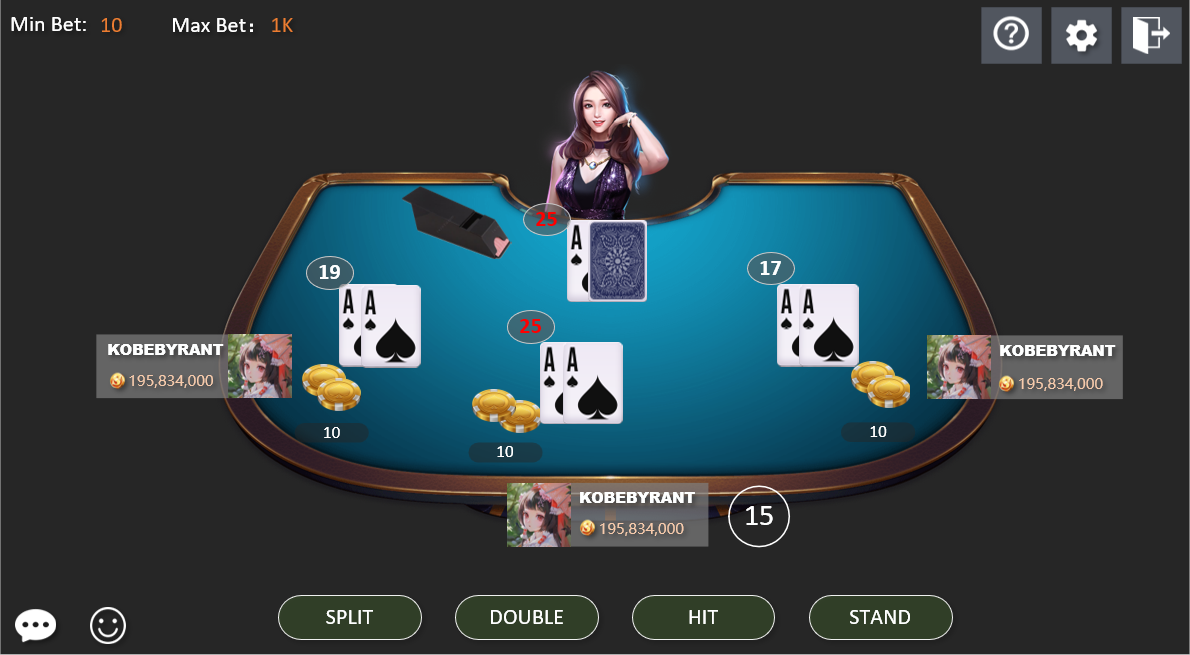 Min Bet: 10 Max Bet： 1K
25
A
19
17
A A
A A
25
A A
KOBEBYRANT
195,834,000
KOBEBYRANT
195,834,000
10
10
10
KOBEBYRANT
195,834,000
15
SPLIT
DOUBLE
HIT
STAND